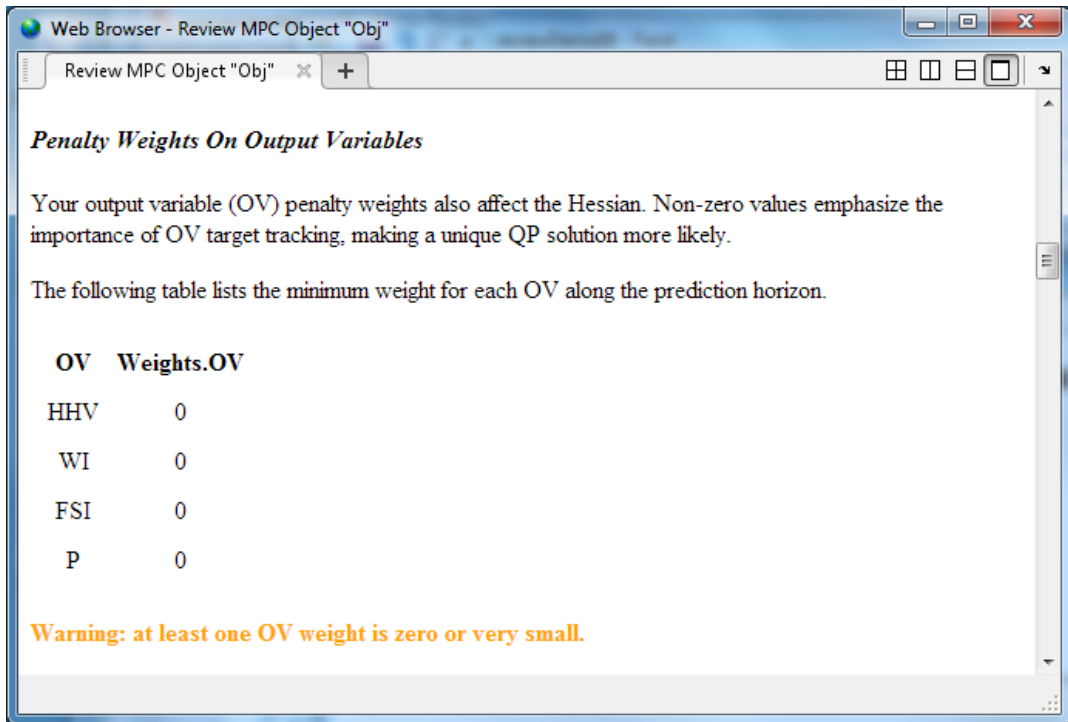 Web Browser - Review MPC Object "Obj"
Review MPC Object "Obj"
Penalty Weights On Output Variables
Your output variable (OV) penalty weights also affect the Hessian. Non-zero values emphasize the
importance of OV target tracking, making a unique QP solution more likely.
The following table lists the minimum weight for each OV along the prediction horizon.
OV Weights.OV
HHV 0
WI 0
FSI 0
P 0
Warning: at least one OV weight is zero or very small.